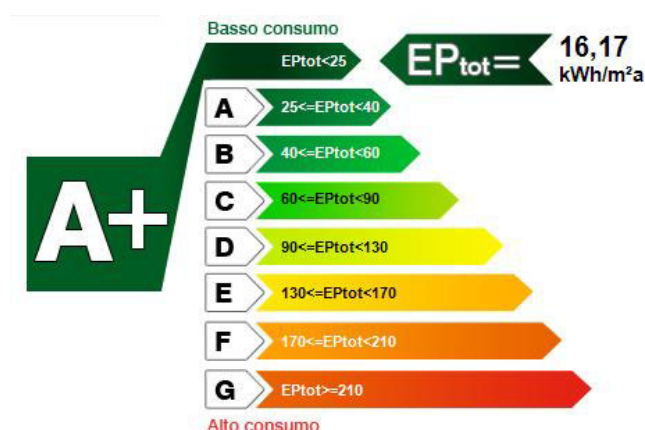 Basso consumo
EPtot<25
EPtot= 16,17
kWh/m²a
A 25<=EPtot<40
B 40<=EPtot<60
A+
C 60<=EPtot<90
D 90<=EPtot<130
E 130<=EPtot<170
F 170<=EPtot<210
G EPtot>=210
Alto consumo